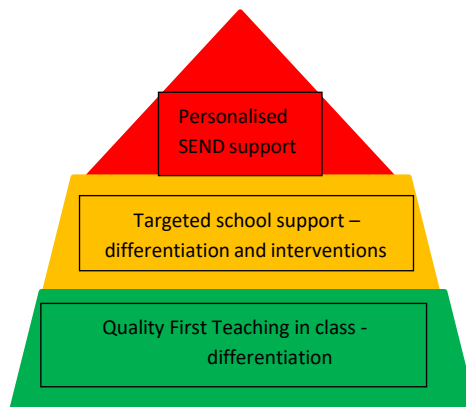 Personalised
SEND support
Targeted school support –
differentiation and interventions
Quality First Teaching in class -
differentiation